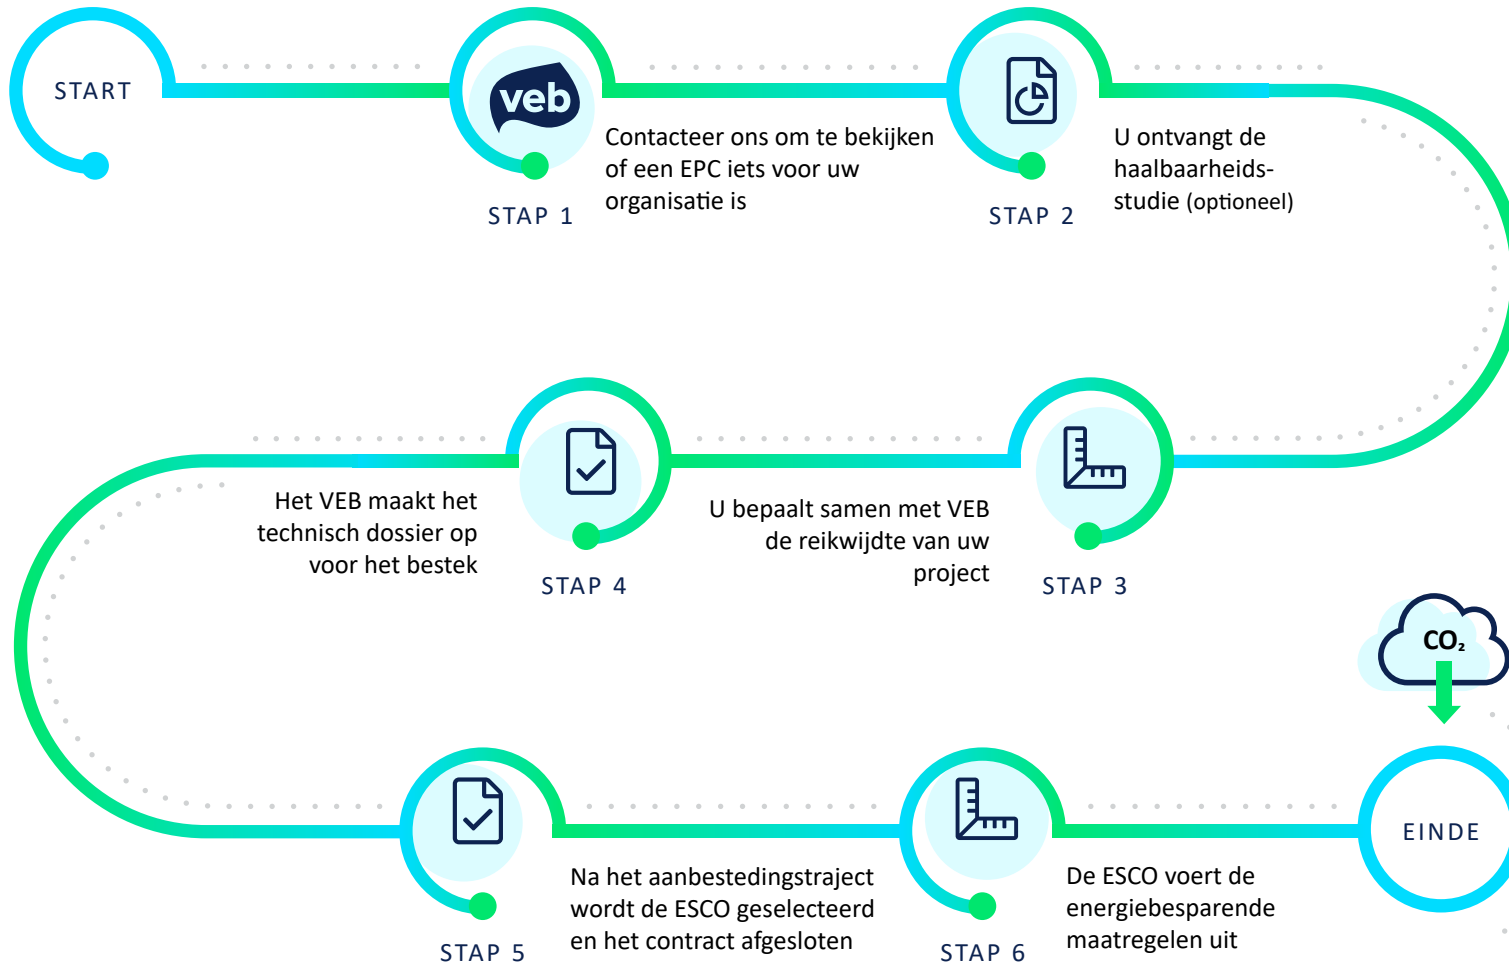 START
veb
STAP 1
Contacteer ons om te bekijken
of een EPC iets voor uw
organisatie is
STAP 2
U ontvangt de
haalbaarheids-
studie (optioneel)
STAP 3
U bepaalt samen met VEB
de reikwijdte van uw
project
STAP 4
Het VEB maakt het
technisch dossier op
voor het bestek
STAP 5
Na het aanbestedingstraject
wordt de ESCO geselecteerd
en het contract afgesloten
STAP 6
De ESCO voert de
energiebesparende
maatregelen uit
CO₂
EINDE